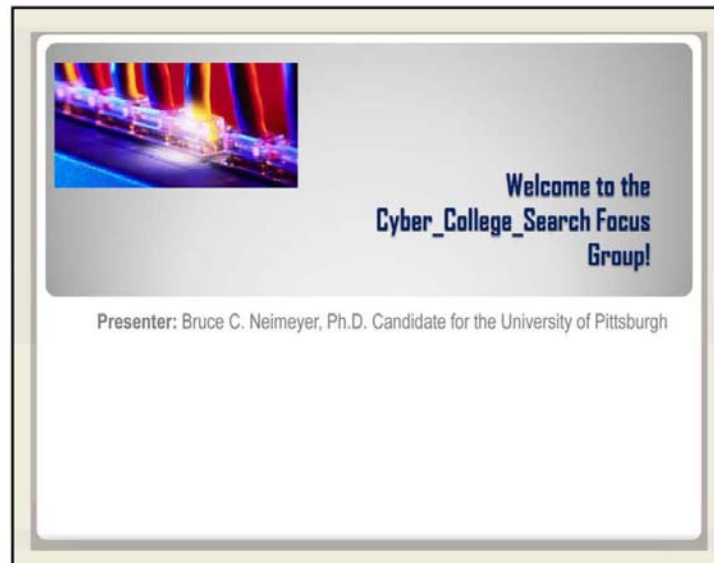 Welcome to the
Cyber_College_Search Focus
Group!
Presenter: Bruce C. Neimeyer, Ph.D. Candidate for the University of Pittsburgh